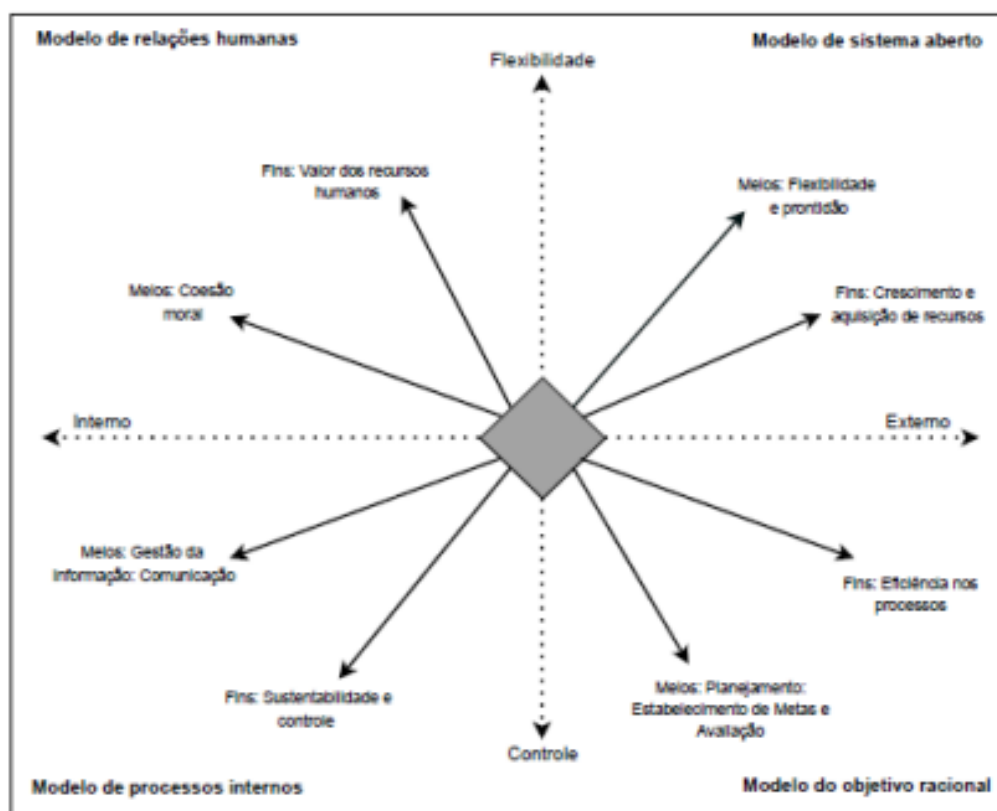 Modelo de relações humanas
Modelo de sistema aberto
Flexibilidade
Fins: Valor dos recursos
humanos
Meios: Flexibilidade
e prontidão
Meios: Coesão
moral
Fins: Crescimento e
aquisição de recursos
Interno
Externo
Meios: Gestão da
Informação: Comunicação
Fins: Eficiência nos
processos
Fins: Sustentabilidade e
controle
Meios: Planejamento:
Estabelecimento de Metas e
Avaliação
Controle
Modelo de processos internos
Modelo do objetivo racional